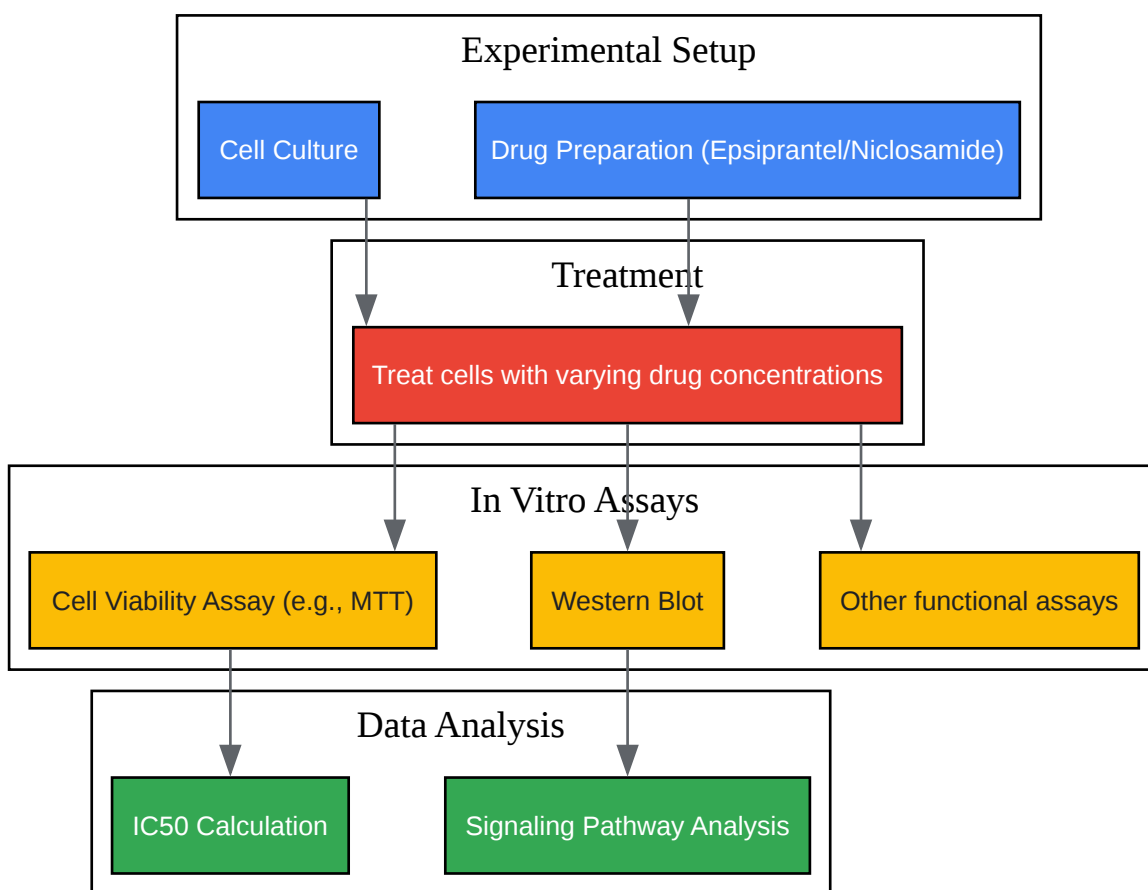 Experimental Setup
Cell Culture
Drug Preparation (Epsiprantel/Niclosamide)
Treatment
Treat cells with varying drug concentrations
In Vitro Assays
Cell Viability Assay (e.g., MTT)
Western Blot
Other functional assays
Data Analysis
IC50 Calculation
Signaling Pathway Analysis